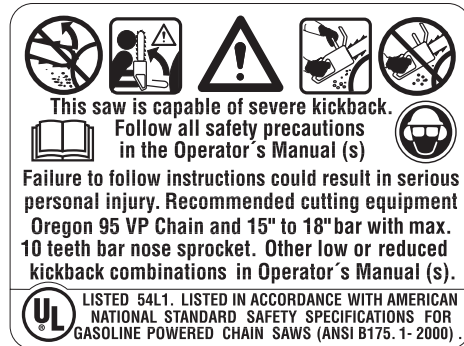 This saw is capable of severe kickback.
Follow all safety precautions
in the Operator´s Manual (s)
Failure to follow instructions could result in serious
personal injury. Recommended cutting equipment
Oregon 95 VP Chain and 15" to 18" bar with max.
10 teeth bar nose sprocket. Other low or reduced
kickback combinations in Operator´s Manual (s).
UL ®
LISTED 54L1. LISTED IN ACCORDANCE WITH AMERICAN
NATIONAL STANDARD SAFETY SPECIFICATIONS FOR
GASOLINE POWERED CHAIN SAWS (ANSI B175. 1- 2000) .